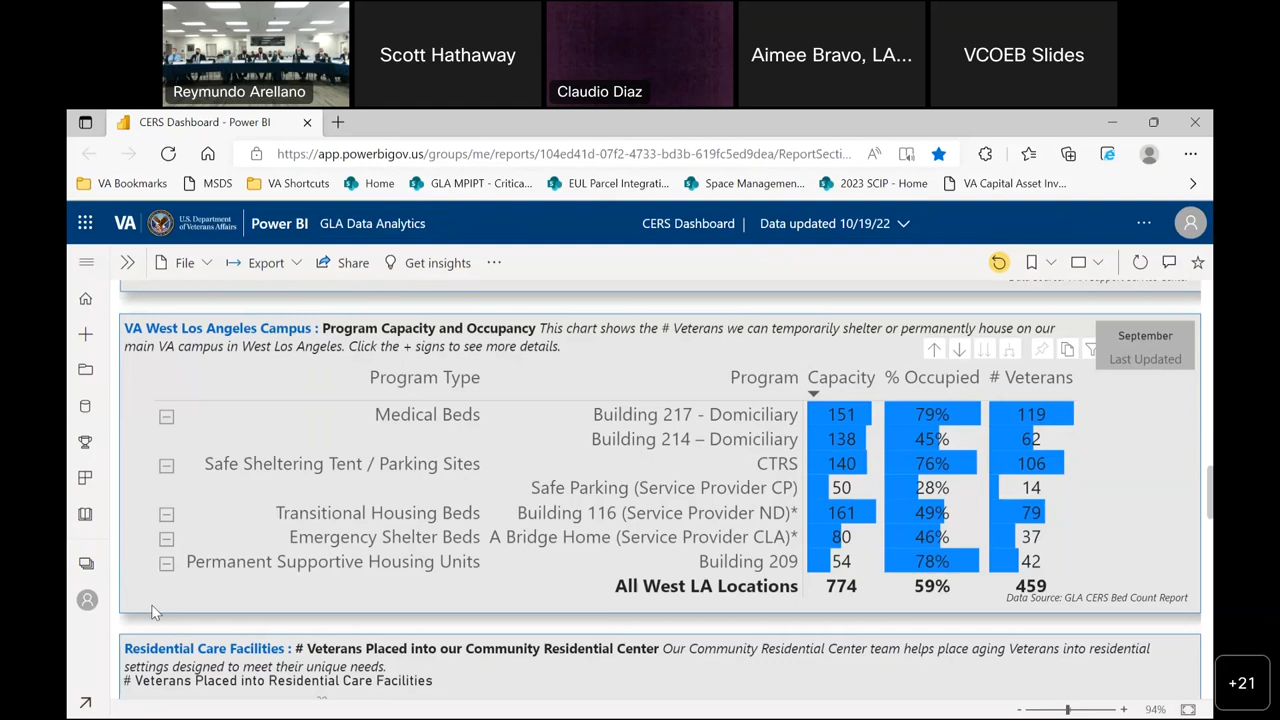 Reymundo Arellano
Scott Hathaway
Claudio Diaz
Aimee Bravo, LA...
VCOEB Slides
CERS Dashboard - Power BI
https://app.powerbigov.us/groups/me/reports/104ed41d-07f2-4733-bd3b-619fc5ed9dea/ReportSecti...
VA Bookmarks MSDS VA Shortcuts Home GLA MPIPT - Critica... EUL Parcel Integrati... Space Managemen... 2023 SCIP - Home VA Capital Asset Inv...
VA U.S. Department of Veterans Affairs Power BI GLA Data Analytics CERS Dashboard | Data updated 10/19/22
File Export Share Get insights ...
VA West Los Angeles Campus : Program Capacity and Occupancy This chart shows the # Veterans we can temporarily shelter or permanently house on our
main VA campus in West Los Angeles. Click the + signs to see more details.
September
Last Updated
Program Type Program Capacity % Occupied # Veterans
Medical Beds Building 217 - Domiciliary 151 79% 119
Building 214 – Domiciliary 138 45% 62
Safe Sheltering Tent / Parking Sites CTRS 140 76% 106
Safe Parking (Service Provider CP) 50 28% 14
Transitional Housing Beds Building 116 (Service Provider ND)* 161 49% 79
Emergency Shelter Beds A Bridge Home (Service Provider CLA)* 80 46% 37
Permanent Supportive Housing Units Building 209 54 78% 42
All West LA Locations 774 59% 459
Data Source: GLA CERS Bed Count Report
Residential Care Facilities : # Veterans Placed into our Community Residential Center Our Community Residential Center team helps place aging Veterans into residential
settings designed to meet their unique needs.
# Veterans Placed into Residential Care Facilities
+21
94%